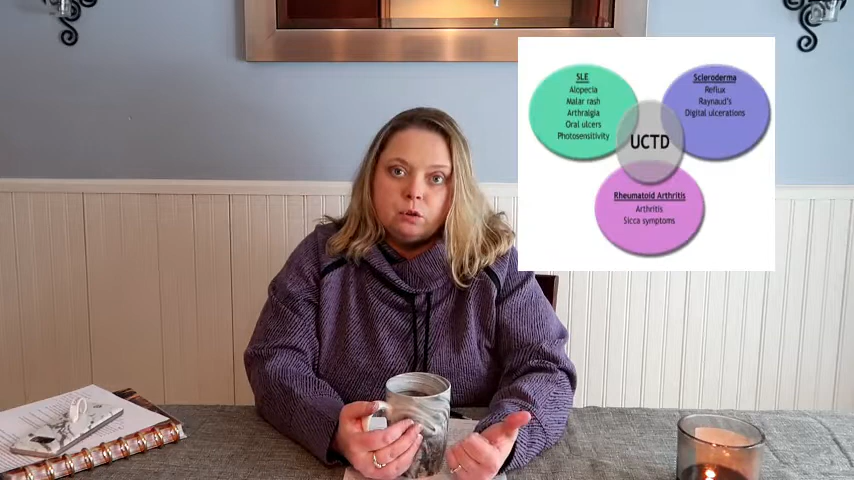 SLE
Alopecia
Malar rash
Arthralgia
Oral ulcers
Photosensitivity
Scleroderma
Reflux
Raynaud's
Digital ulcerations
UCTD
Rheumatoid Arthritis
Arthritis
Sicca symptoms